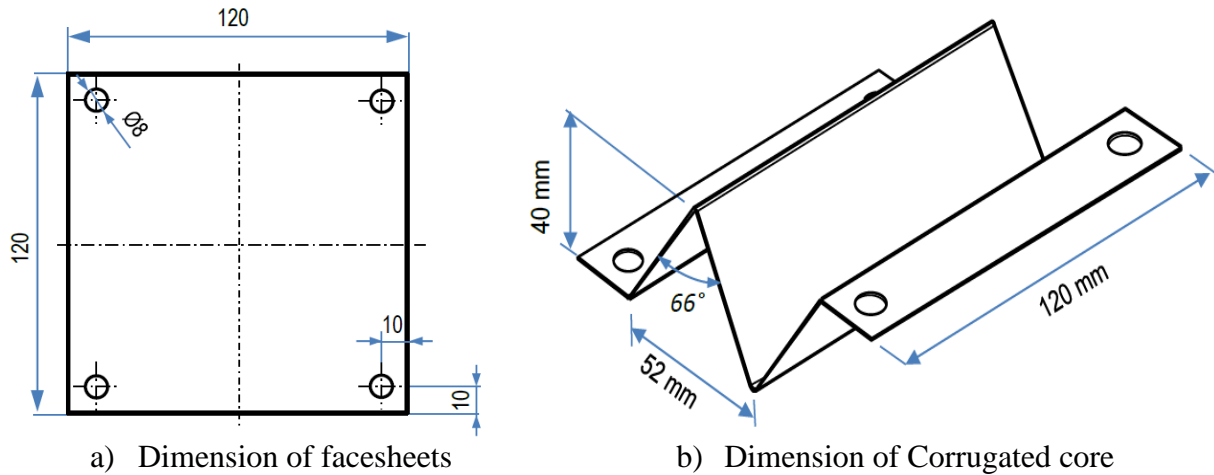 120
Ø8
120
10
10
a) Dimension of facesheets
40 mm
66°
52 mm
120 mm
b) Dimension of Corrugated core